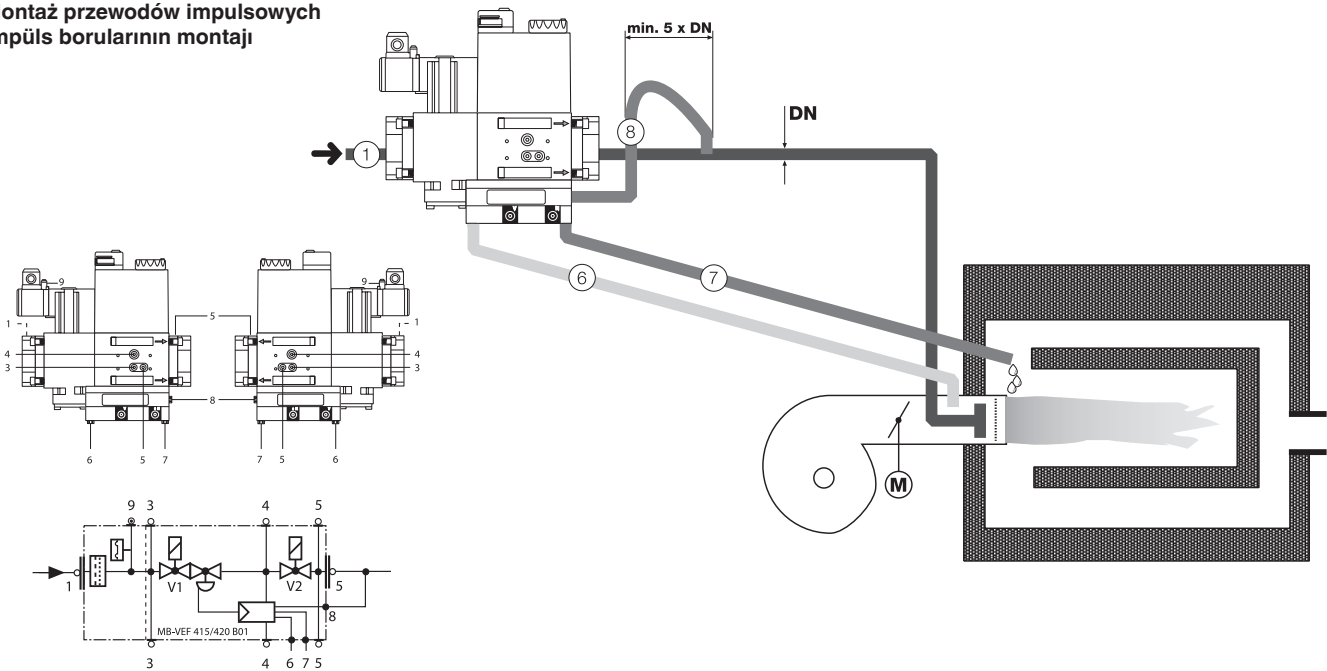 Montaż przewodów impulsowych
mpüls borularının montajı
min. 5 x DN
DN
1
8
6
7
M
9
9
1
5
1
4
4
3
3
8
6 5 7
7 5 6
9 3 4 5
1
V1
V2
5
8
MB-VEF 415/420 B01
3 4 6 7 5